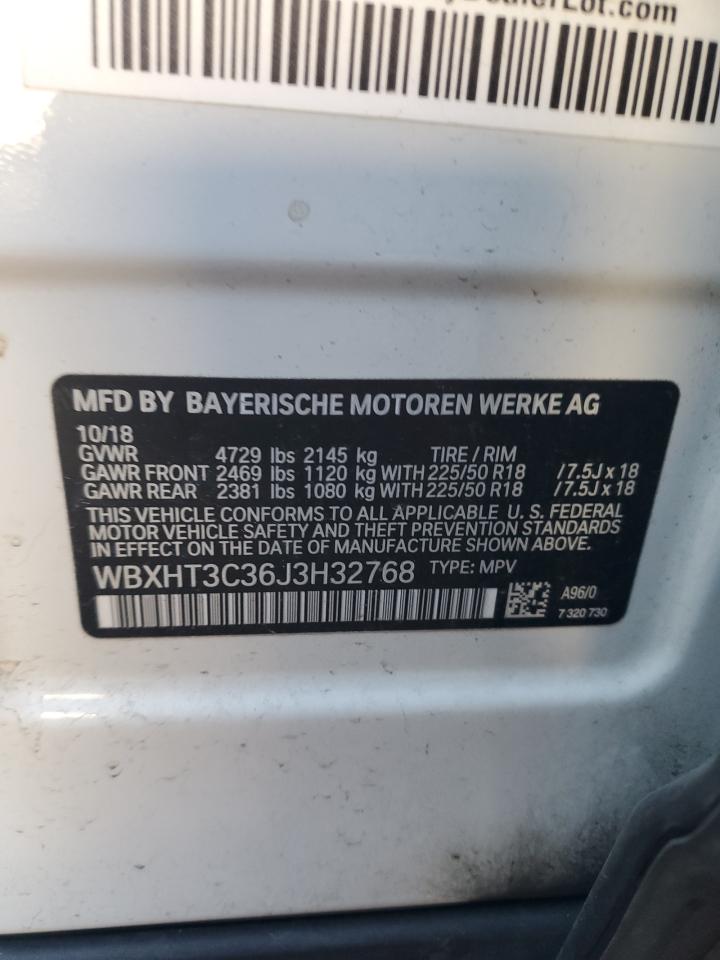 Lot.com
MFD BY BAYERISCHE MOTOREN WERKE AG
10/18
GVWR 4729 lbs 2145 kg TIRE / RIM
GAWR FRONT 2469 lbs 1120 kg WITH 225/50 R18 /7.5J x 18
GAWR REAR 2381 lbs 1080 kg WITH 225/50 R18 /7.5J x 18
THIS VEHICLE CONFORMS TO ALL APPLICABLE U. S. FEDERAL
MOTOR VEHICLE SAFETY AND THEFT PREVENTION STANDARDS
IN EFFECT ON THE DATE OF MANUFACTURE SHOWN ABOVE.
WBXHT3C36J3H32768 TYPE: MPV
A96/0
7 320 730